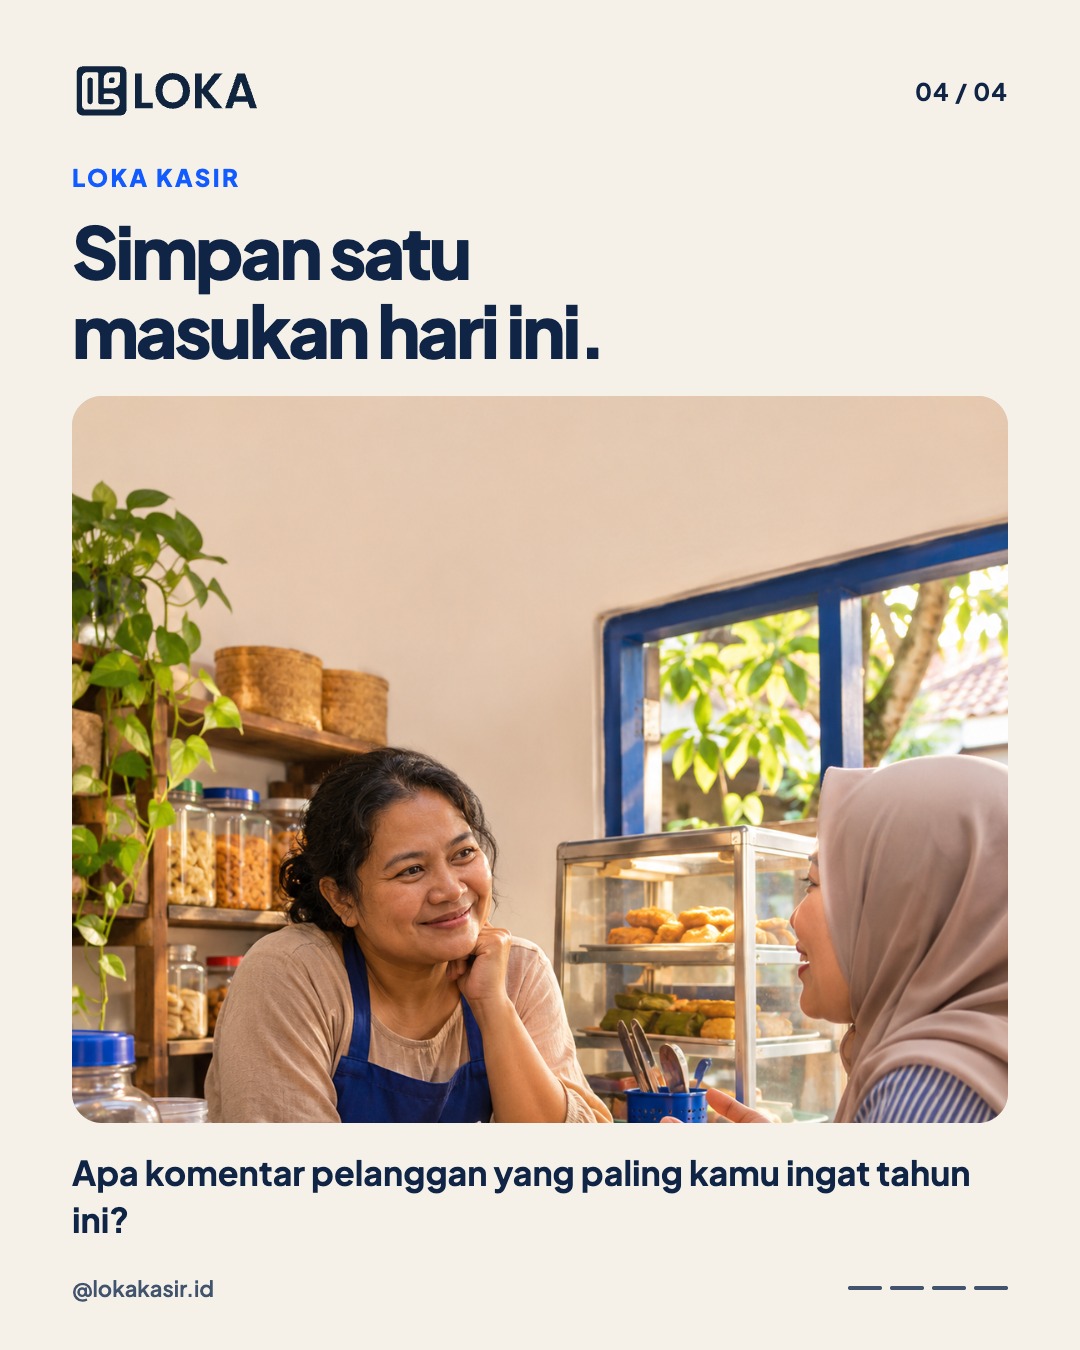 LOKA
04 / 04
LOKA KASIR
Simpan satu
masukan hari ini.
Apa komentar pelanggan yang paling kamu ingat tahun
ini?
@lokakasir.id